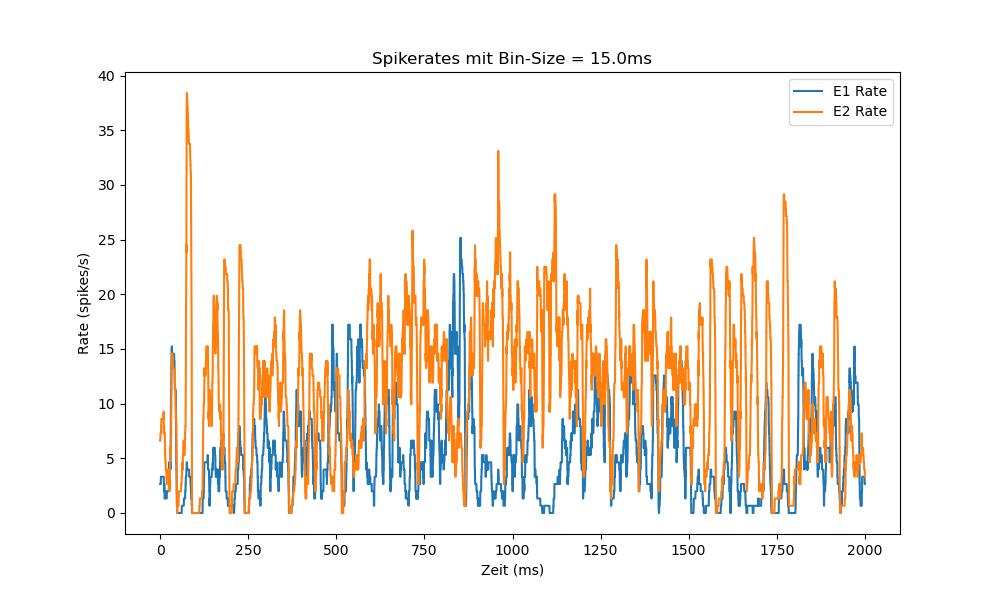 Spikerates mit Bin-Size = 15.0ms
E1 Rate
E2 Rate
Rate (spikes/s)
40
35
30
25
20
15
10
5
0
0 250 500 750 1000 1250 1500 1750 2000
Zeit (ms)